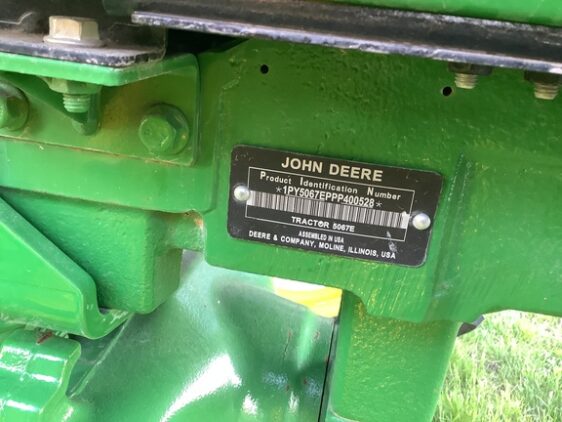 JOHN DEERE
Product Identification Number
*1PY5067EPPP400528*
TRACTOR 5067E
ASSEMBLED IN USA
DEERE & COMPANY, MOLINE, ILLINOIS, USA